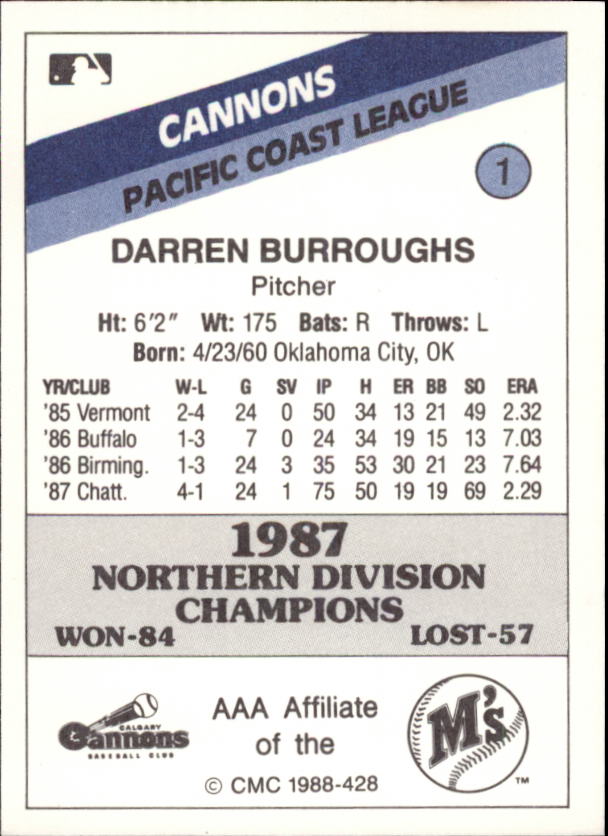 CANNONS
PACIFIC COAST LEAGUE
1
DARREN BURROUGHS
Pitcher
Ht: 6'2" Wt: 175 Bats: R Throws: L
Born: 4/23/60 Oklahoma City, OK
YR/CLUB W-L G SV IP H ER BB SO ERA
'85 Vermont 2-4 24 0 50 34 13 21 49 2.32
'86 Buffalo 1-3 7 0 24 34 19 15 13 7.03
'86 Birming. 1-3 24 3 35 53 30 21 23 7.64
'87 Chatt. 4-1 24 1 75 50 19 19 69 2.29
1987
NORTHERN DIVISION
CHAMPIONS
WON-84 LOST-57
CALGARY
Cannons
BASEBALL CLUB
AAA Affiliate
of the
M's
TM
© CMC 1988-428